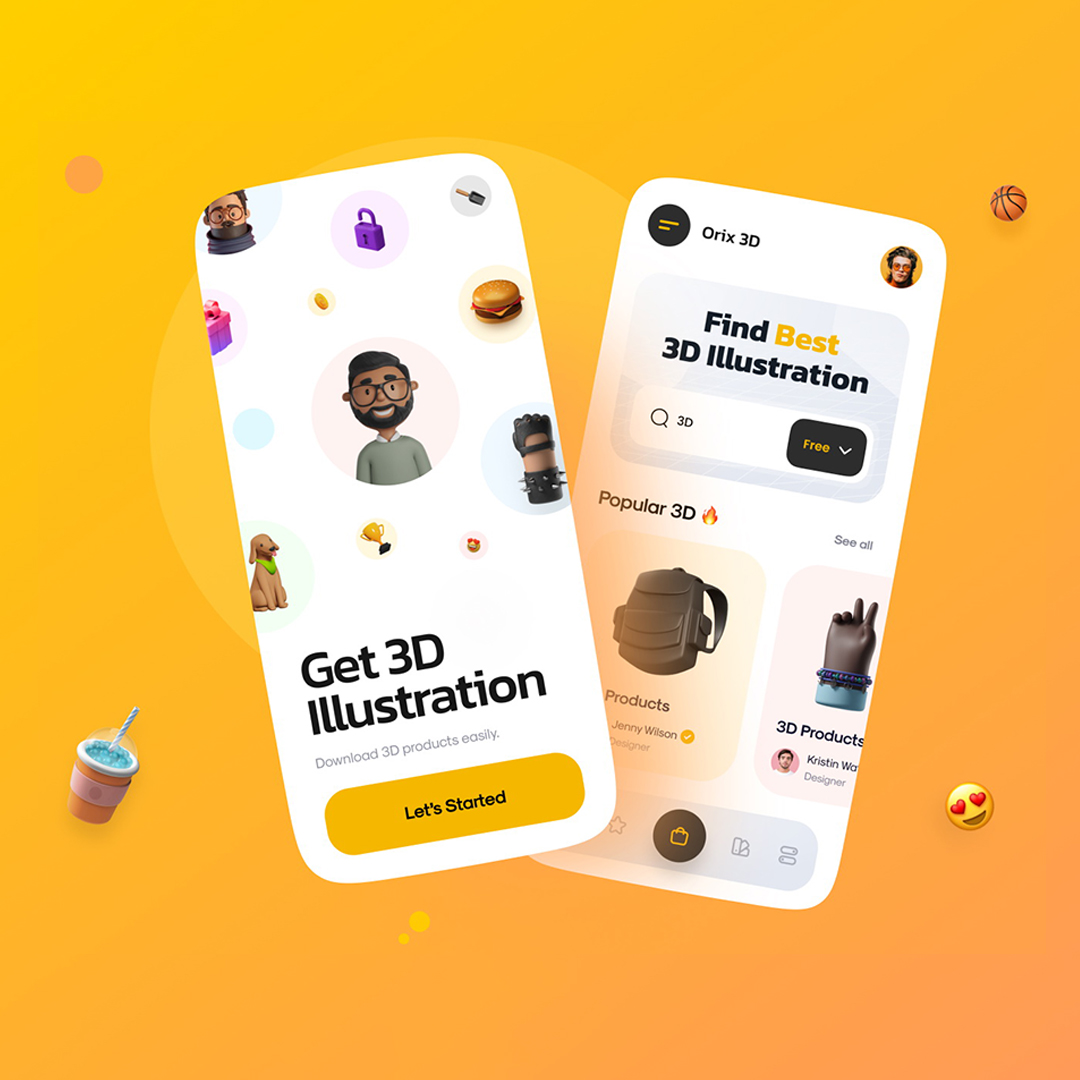 Get 3D
Illustration
Download 3D products easily.
Let's Started
Orix 3D
Find Best
3D Illustration
3D
Free
Popular 3D 🔥
See all
Products
Jenny Wilson
Designer
3D Products
Kristin Wa
Designer